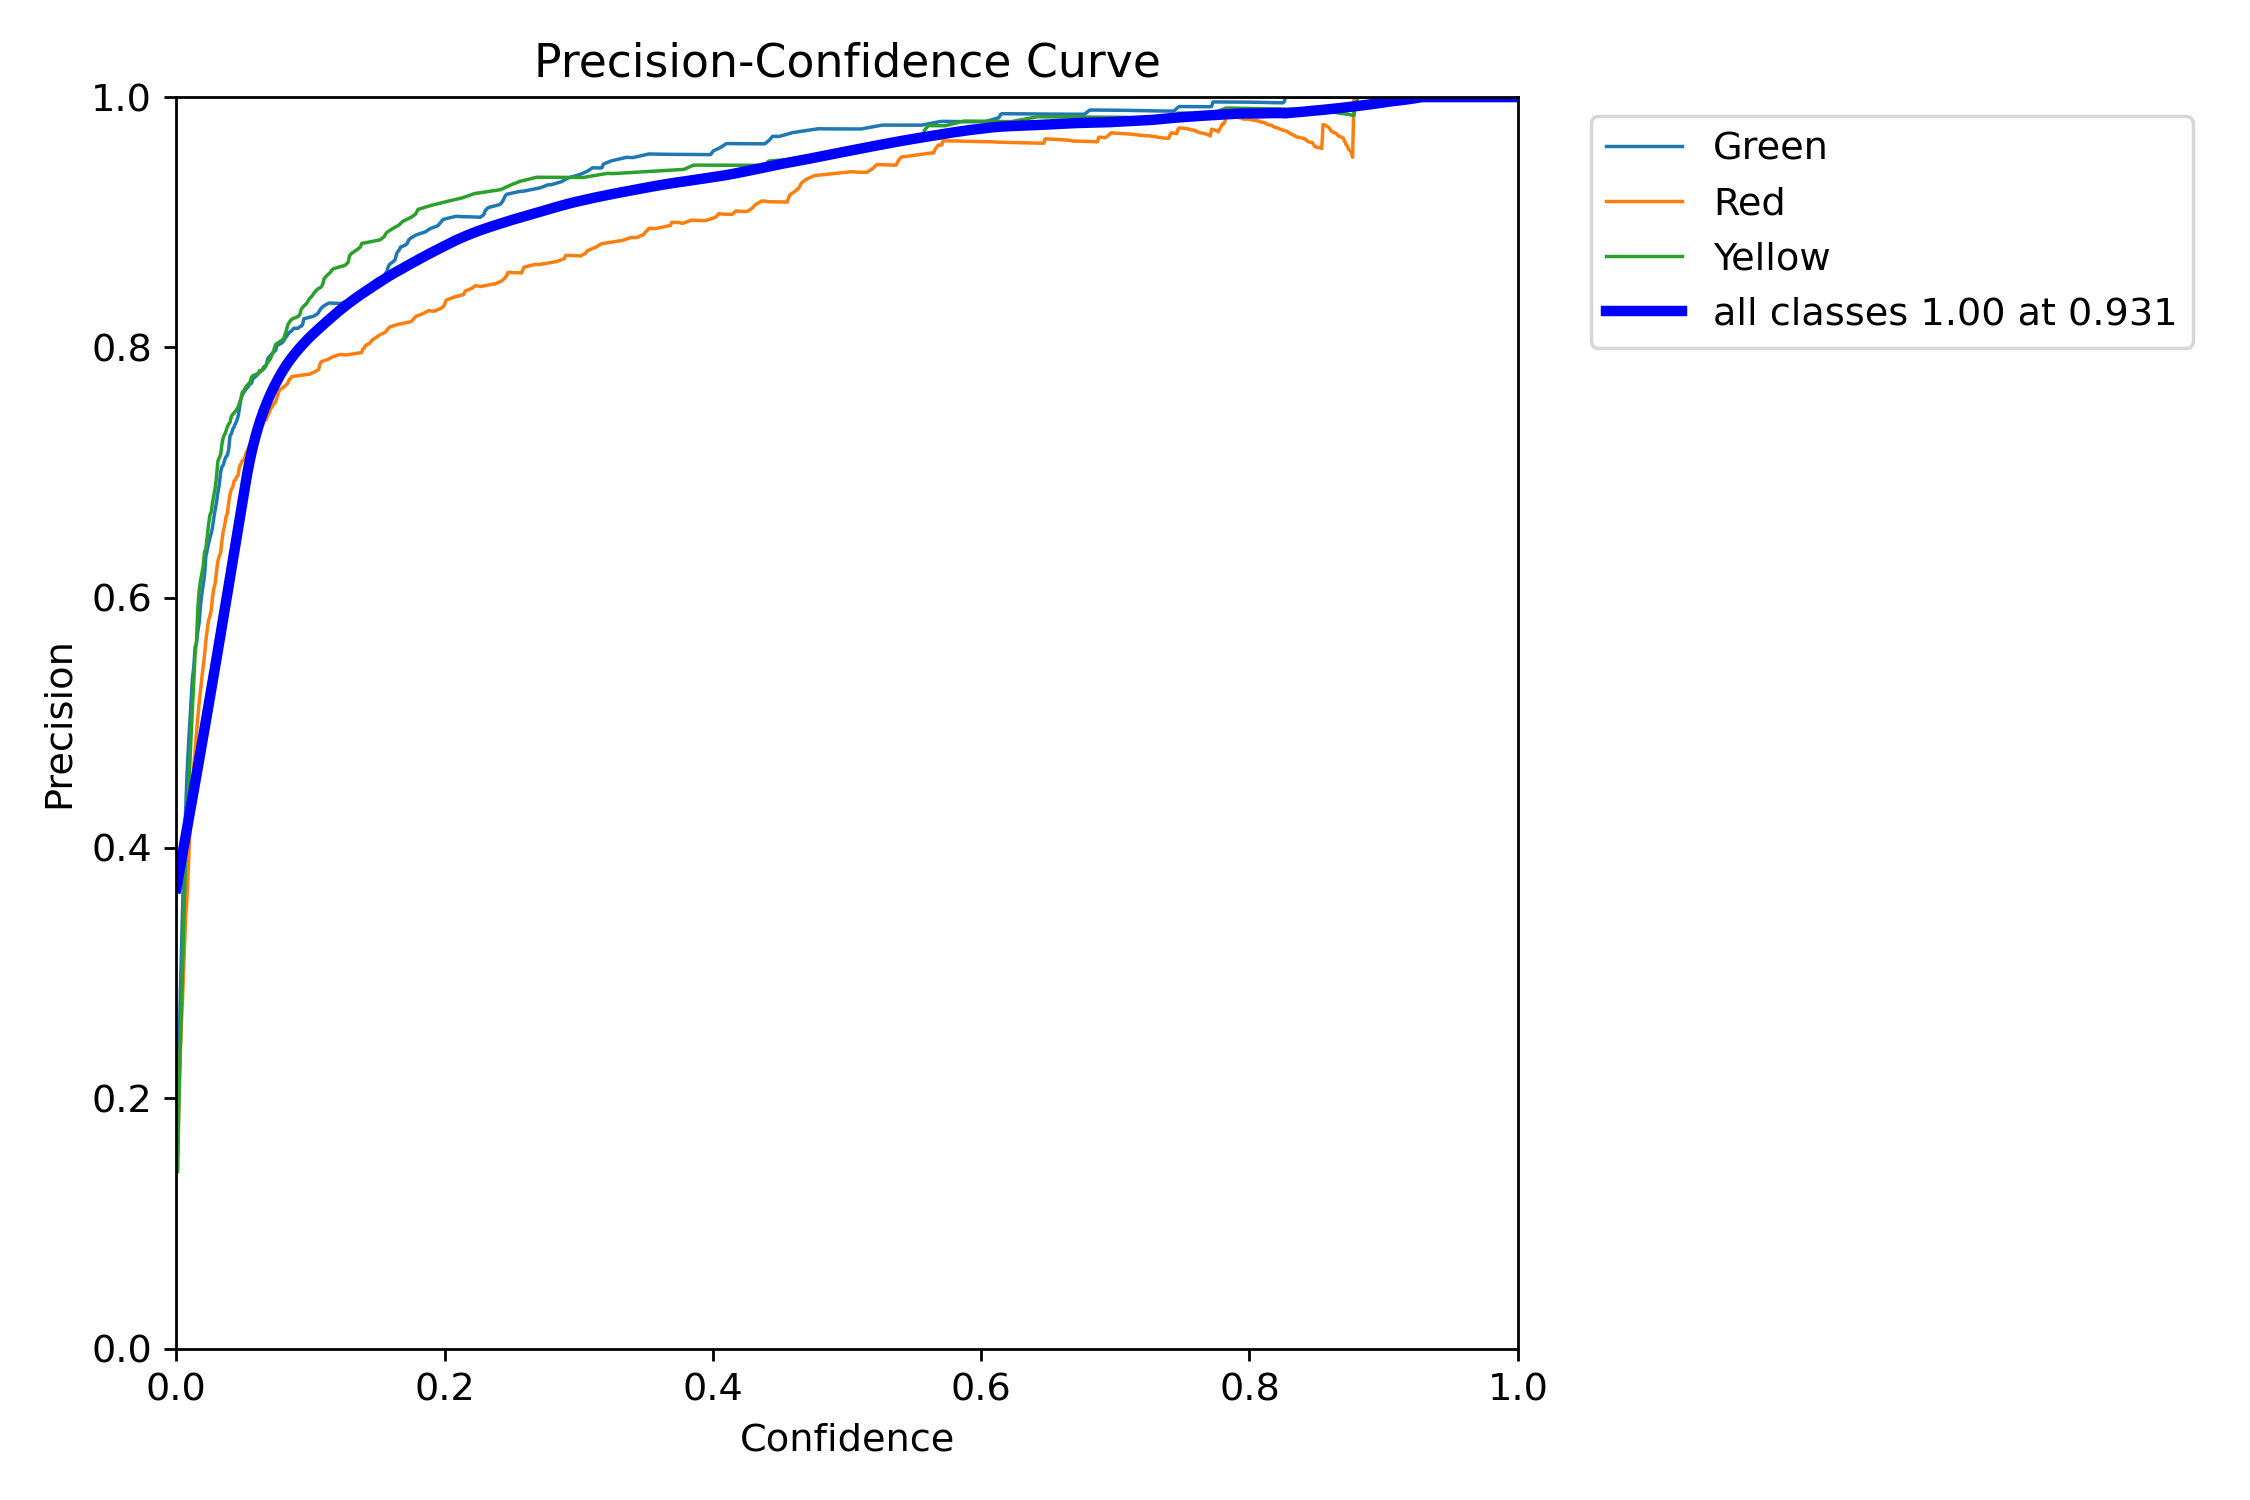 Precision-Confidence Curve
1.0
0.8
0.6
0.4
0.2
0.0
Precision
0.0 0.2 0.4 0.6 0.8 1.0
Confidence
Green
Red
Yellow
all classes 1.00 at 0.931